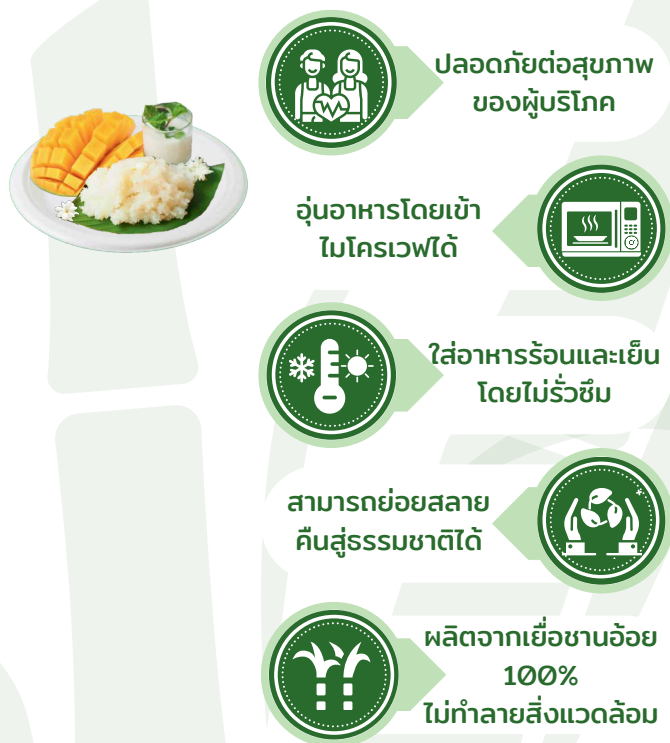 ปลอดภัยต่อสุขภาพ
ของผู้บริโภค
อุ่นอาหารโดยเข้า
ไมโครเวฟได้
ใส่อาหารร้อนและเย็น
โดยไม่รั่วซึม
สามารถย่อยสลาย
คืนสู่ธรรมชาติได้
ผลิตจากเยื่อชานอ้อย
100%
ไม่ทำลายสิ่งแวดล้อม